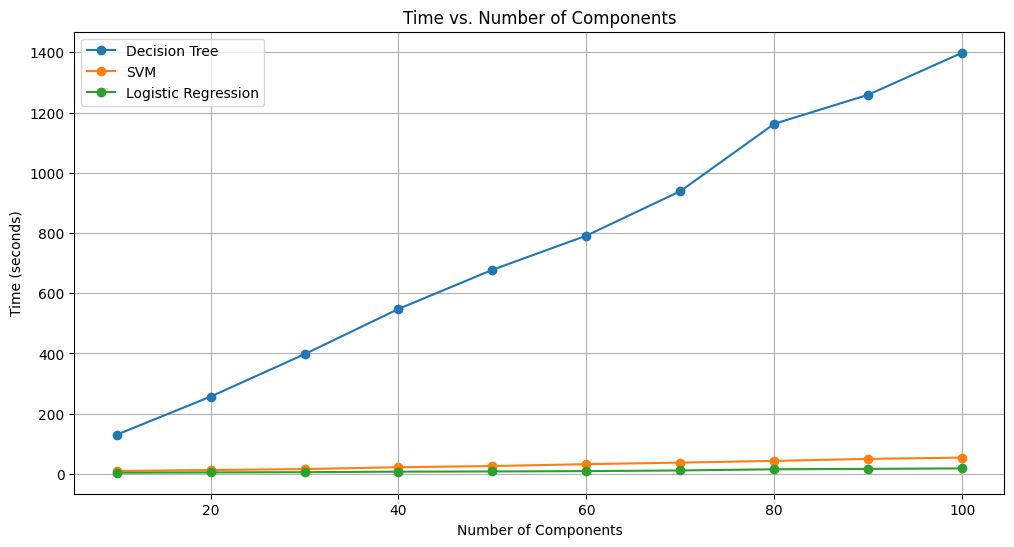 Time vs. Number of Components
Decision Tree
SVM
Logistic Regression
Time (seconds)
1400
1200
1000
800
600
400
200
0
20 40 60 80 100
Number of Components